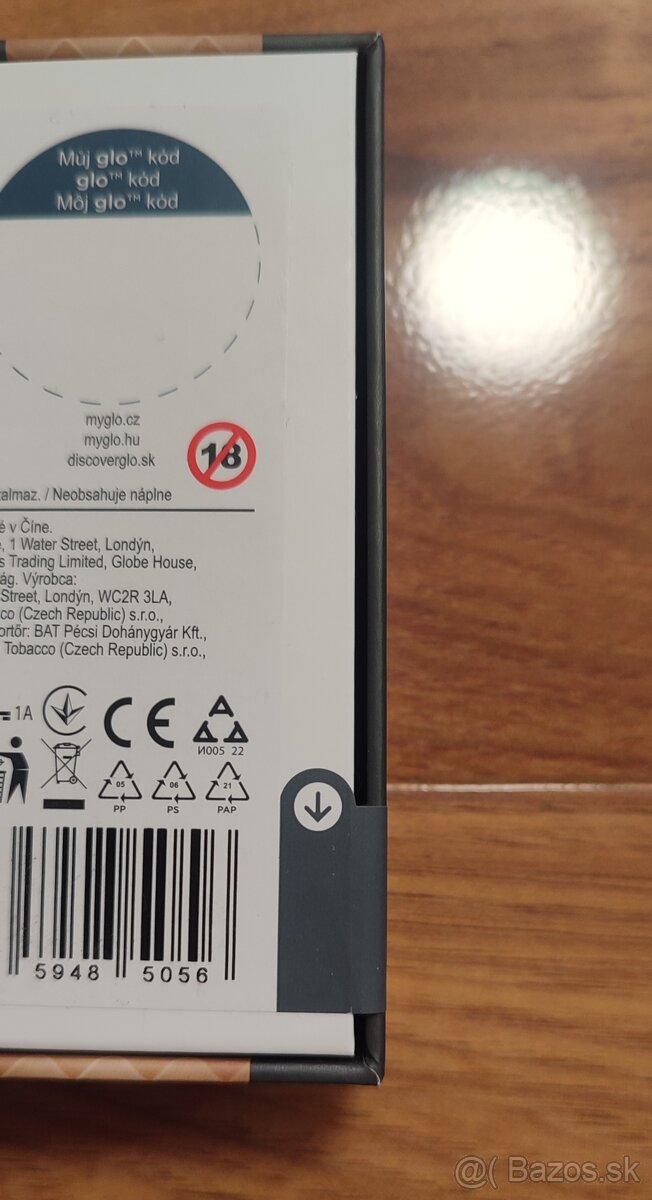 Můj glo™ kód
glo™ kód
Môj glo™ kód
myglo.cz
myglo.hu
discoverglo.sk
18
talmaz. / Neobsahuje náplne
é v Číne.
, 1 Water Street, Londýn,
s Trading Limited, Globe House,
ág. Výrobca:
Street, Londýn, WC2R 3LA,
co (Czech Republic) s.r.o.,
ortőr: BAT Pécsi Dohánygyár Kft.,
Tobacco (Czech Republic) s.r.o.,
1A
CE
И005 22
05
PP
06
PS
21
PAP
5948 5056
@( Bazos.sk